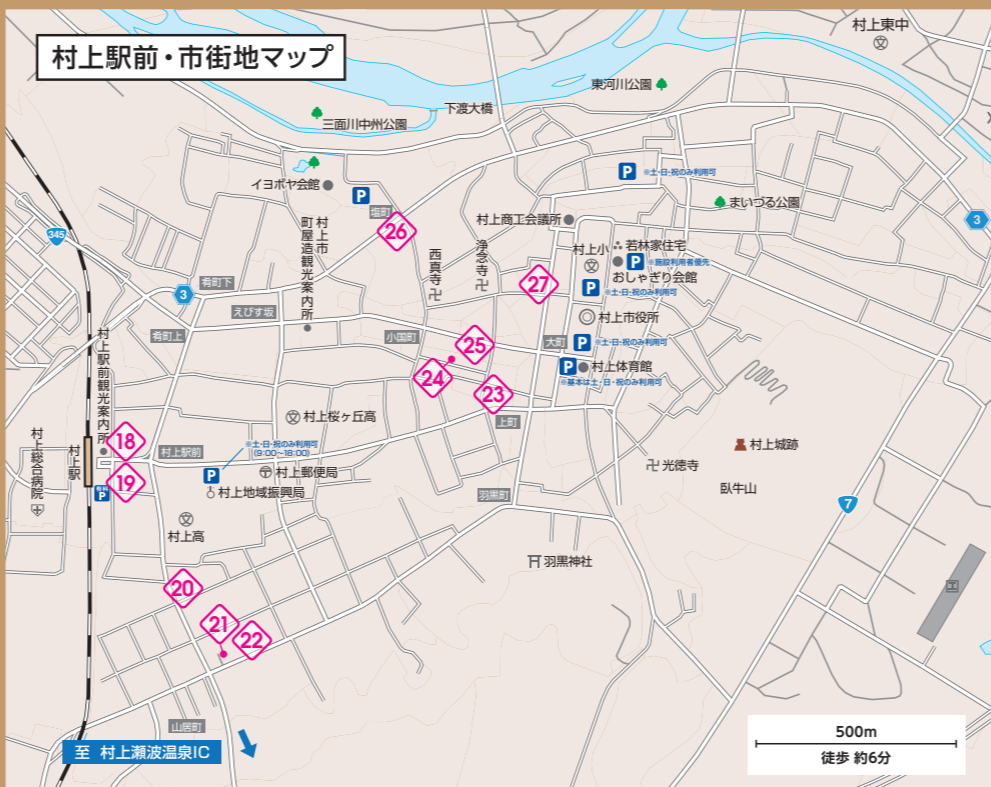 村上駅前・市街地マップ
村上東中
東河川公園
下渡大橋
三面川中州公園
イヨボヤ会館
P
塩町
26
P
※土・日・祝のみ利用可
まいづる公園
3
村上商工会議所
村上小
若林家住宅
P
※施設利用者優先
おしゃぎり会館
P
※土・日・祝のみ利用可
村上市
町屋造観光案内所
西真寺
浄念寺
27
345
肴町下
3
えびす坂
肴町上
小国町
25
24
23
大町
村上市役所
P
※土・日・祝のみ利用可
P
村上体育館
※基本は土・日・祝のみ利用可
上町
村上駅前観光案内所
村上桜ヶ丘高
18
村上駅前
※土・日・祝のみ利用可
(9:00〜18:00)
P
村上郵便局
村上地域振興局
村上総合病院
村上駅
19
P
村上高
羽黒町
光徳寺
村上城跡
臥牛山
7
羽黒神社
工
20
21
22
山居町
至 村上瀬波温泉IC
500m
徒歩 約6分